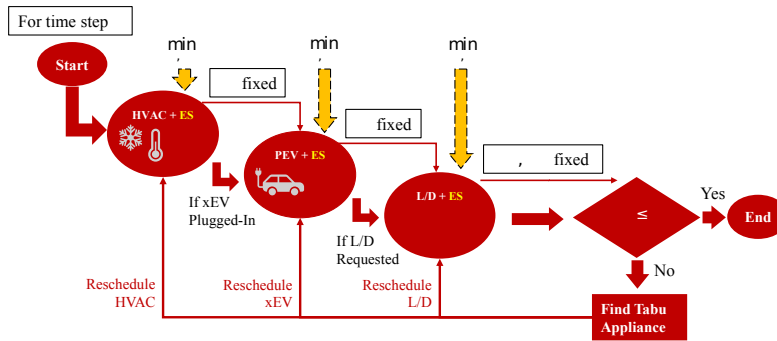 For time step
Start
min
,
min
,
min
,
HVAC + ES
fixed
PEV + ES
fixed
L/D + ES
, fixed
≤
Yes
End
If xEV
Plugged-In
If L/D
Requested
No
Reschedule
HVAC
Reschedule
xEV
Reschedule
L/D
Find Tabu
Appliance